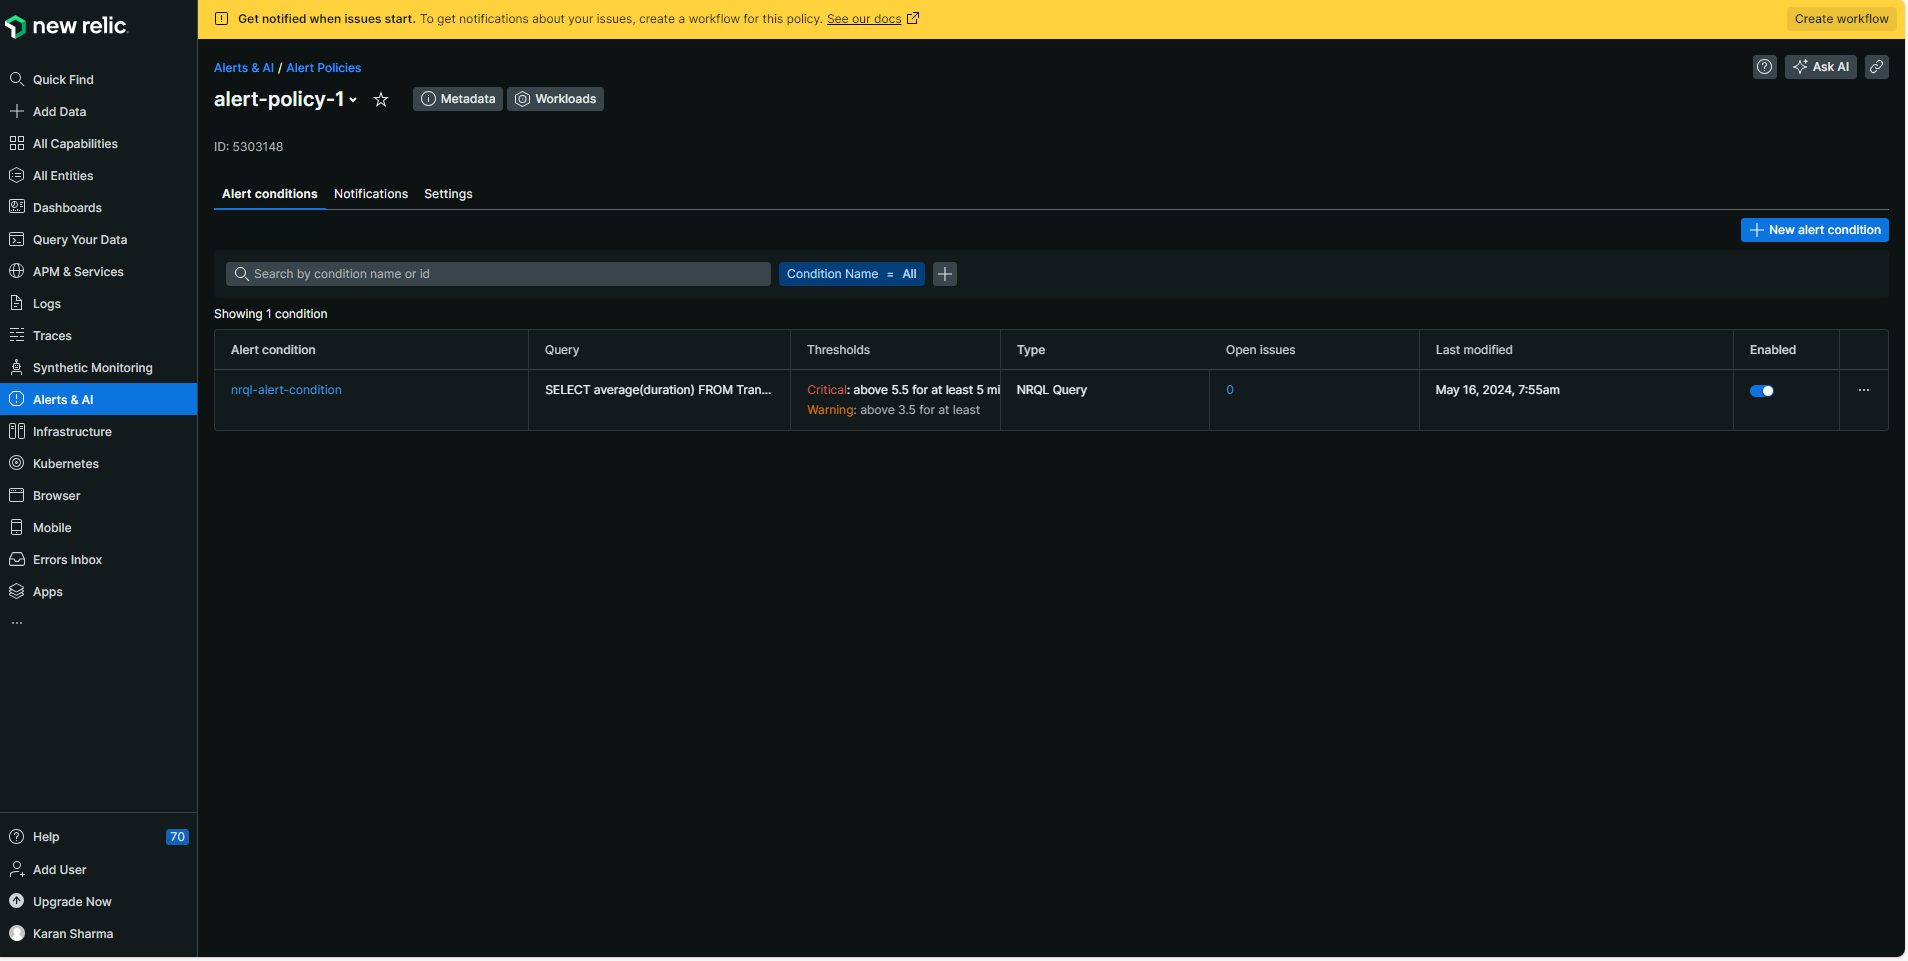 new relic.
Quick Find
Add Data
All Capabilities
All Entities
Dashboards
Query Your Data
APM & Services
Logs
Traces
Synthetic Monitoring
Alerts & AI
Infrastructure
Kubernetes
Browser
Mobile
Errors Inbox
Apps
...
Help 70
Add User
Upgrade Now
Karan Sharma
Get notified when issues start. To get notifications about your issues, create a workflow for this policy. See our docs Create workflow
Alerts & AI / Alert Policies
Ask AI
alert-policy-1 Metadata Workloads
ID: 5303148
Alert conditions Notifications Settings
New alert condition
Search by condition name or id Condition Name = All
Showing 1 condition
Alert condition Query Thresholds Type Open issues Last modified Enabled
nrql-alert-condition SELECT average(duration) FROM Tran... Critical: above 5.5 for at least 5 mi NRQL Query 0 May 16, 2024, 7:55am ...
Warning: above 3.5 for at least